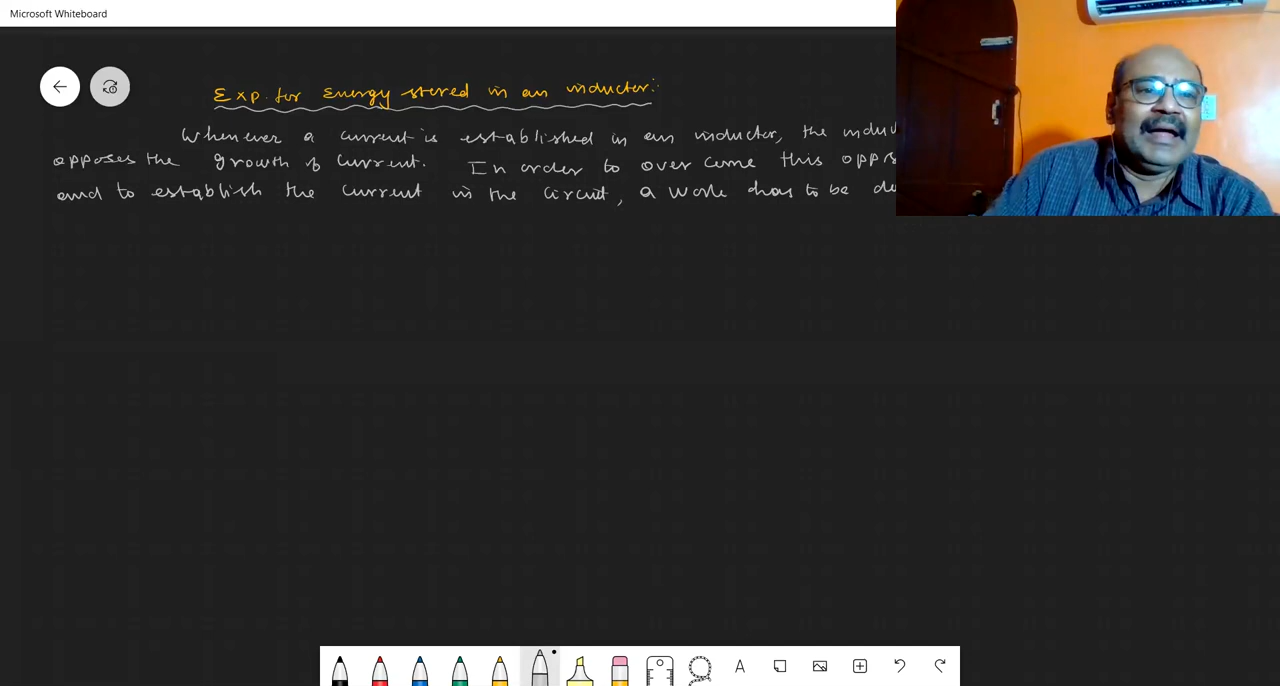 Microsoft Whiteboard
Exp. for Energy stored in an inductor:
Whenever a current is established in an inductor, the
opposes the growth of current. In order to over come this
and to establish the current in the circuit, a work has to be
A